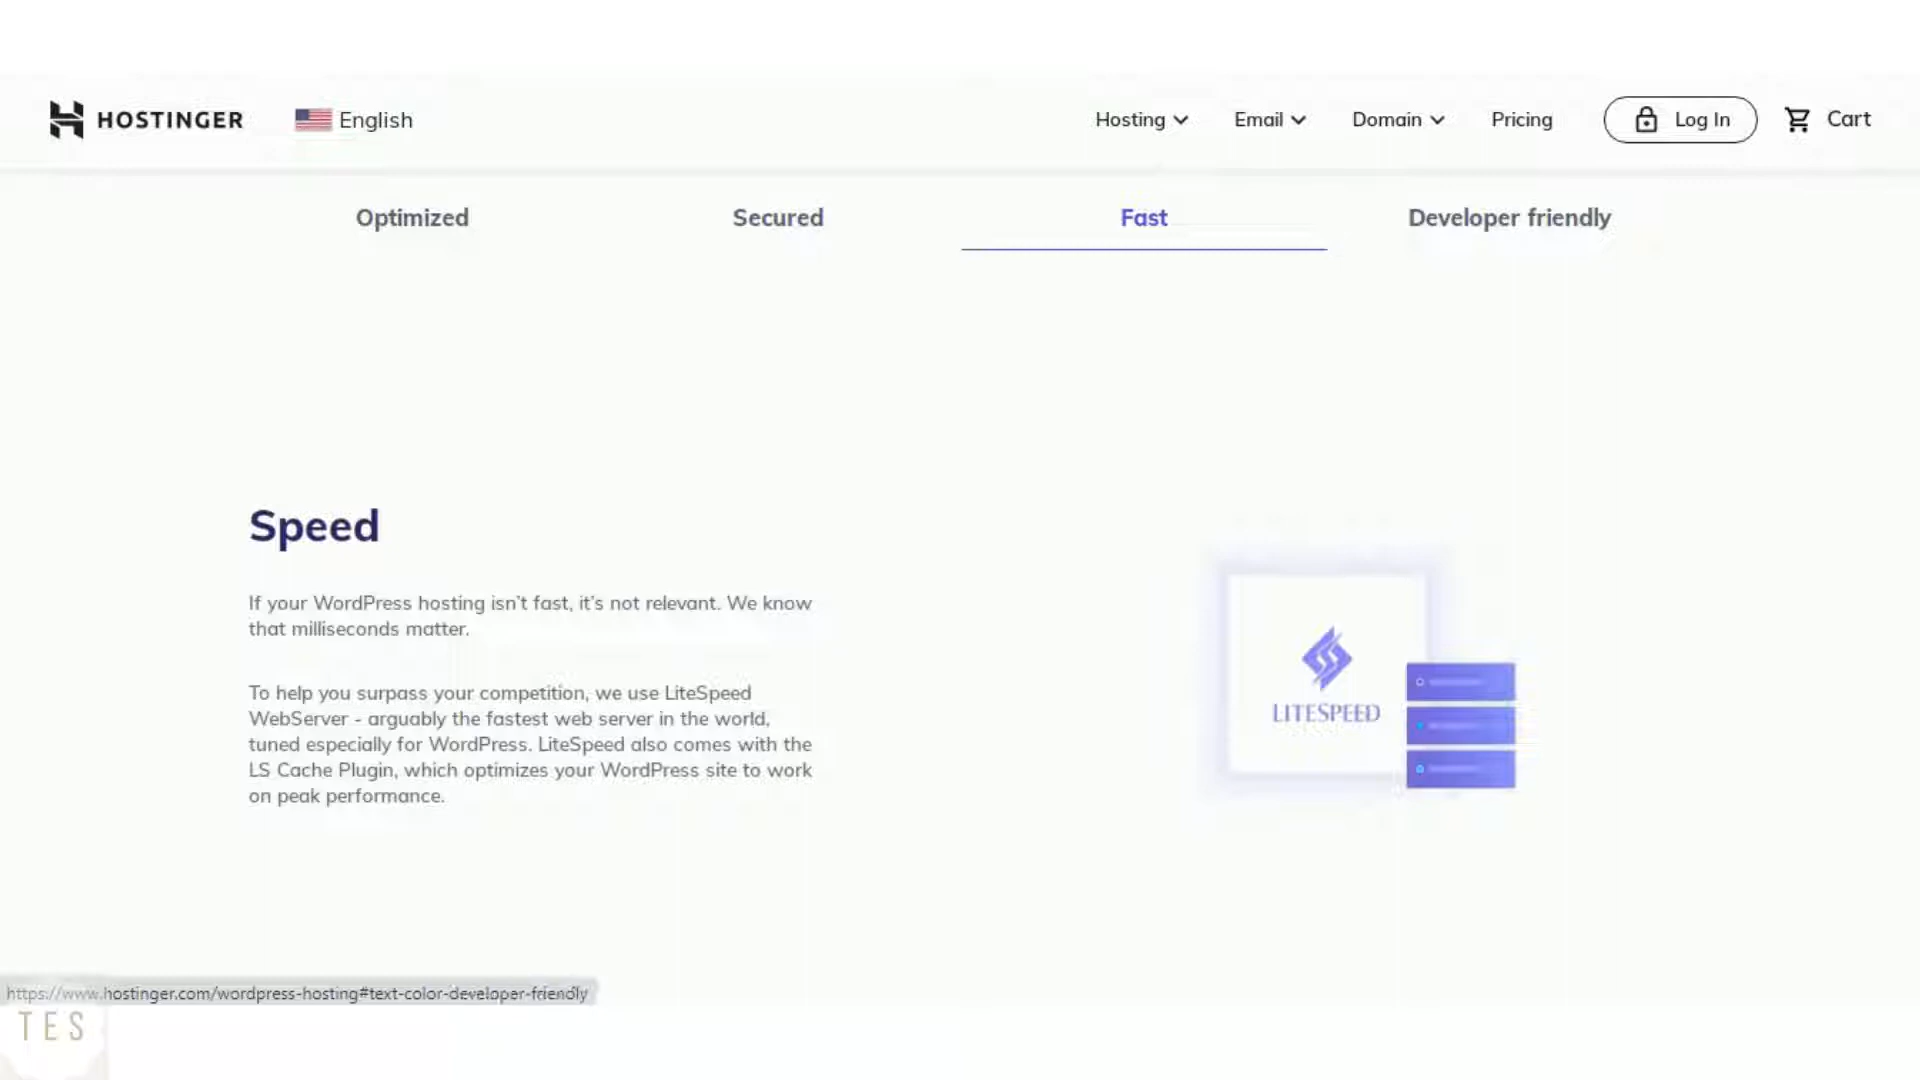 HOSTINGER English Hosting Email Domain Pricing Log In Cart
Optimized Secured Fast Developer friendly
Speed
If your WordPress hosting isn't fast, it's not relevant. We know
that milliseconds matter.
To help you surpass your competition, we use LiteSpeed
WebServer - arguably the fastest web server in the world,
tuned especially for WordPress. LiteSpeed also comes with the
LS Cache Plugin, which optimizes your WordPress site to work
on peak performance.
LITESPEED
https://www.hostinger.com/wordpress-hosting#text-color-developer-friendly
TES